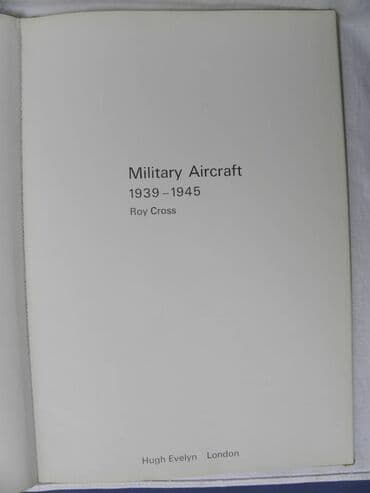 Military Aircraft
1939–1945
Roy Cross
Hugh Evelyn London